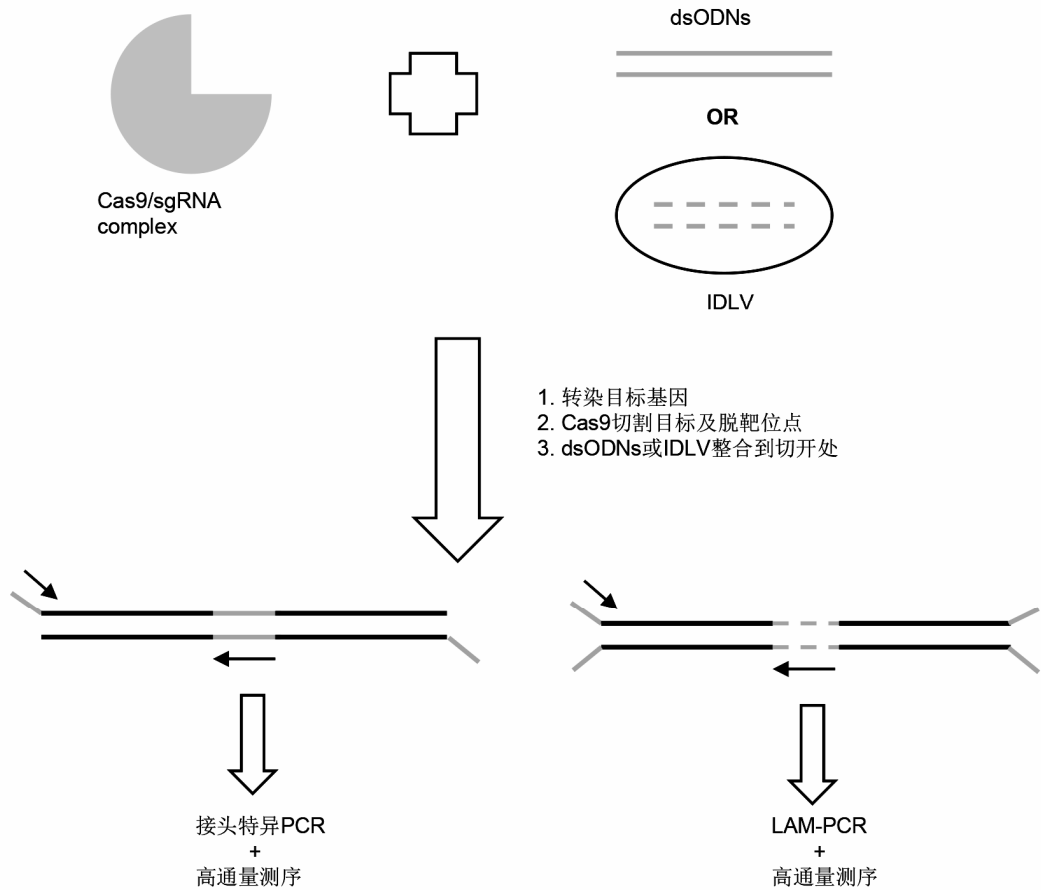 dsODNs
OR
Cas9/sgRNA
complex
IDLV
1. 转染目标基因
2. Cas9切割目标及脱靶位点
3. dsODNs或IDLV整合到切开处
接头特异PCR
+
高通量测序
LAM-PCR
+
高通量测序